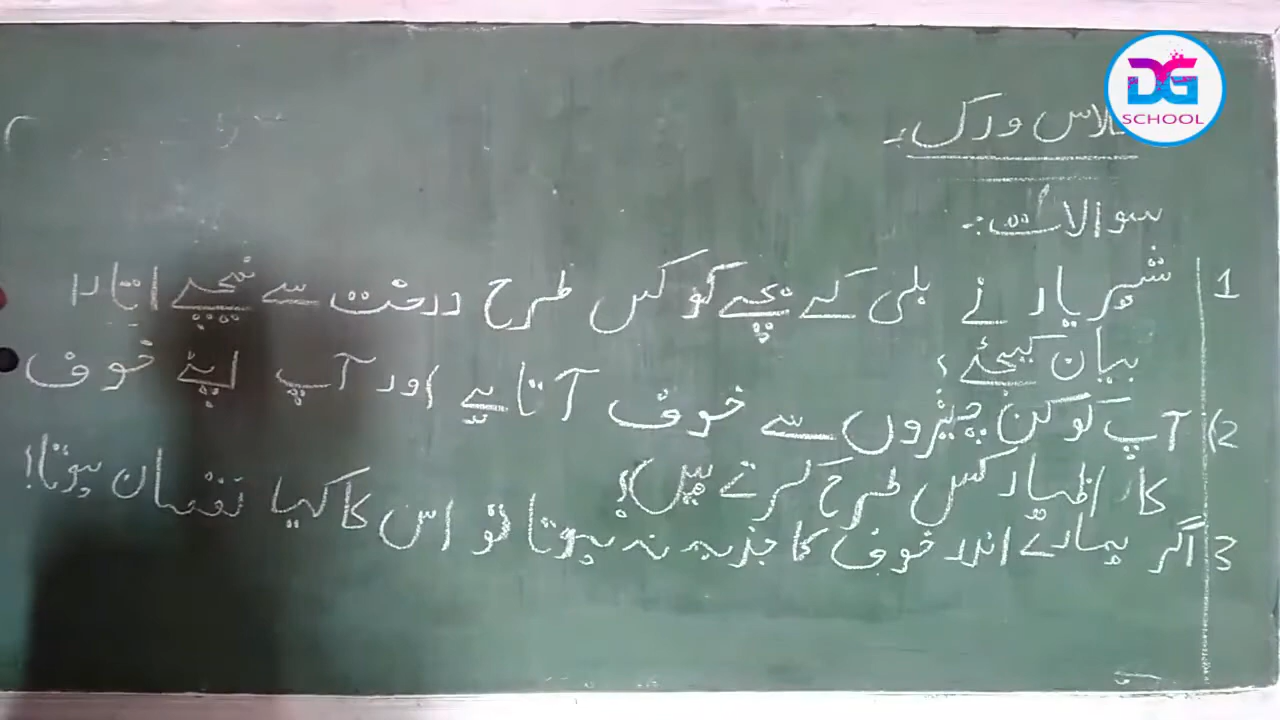 DG
SCHOOL
کلاس ورک:-
سوالات:-
1 شہریار نے بلی کے بچے کو کس طرح درخت سے نیچے اتارا
بیان کیجئے؟
2) آپ کو کن چیزوں سے خوف آتا ہے اور آپ اپنے خوف
کا اظہار کس طرح کرتے ہیں؟
3 اگر ہمارے اندر خوف کا جذبہ نہ ہوتا تو اس کا کیا نقصان ہوتا؟